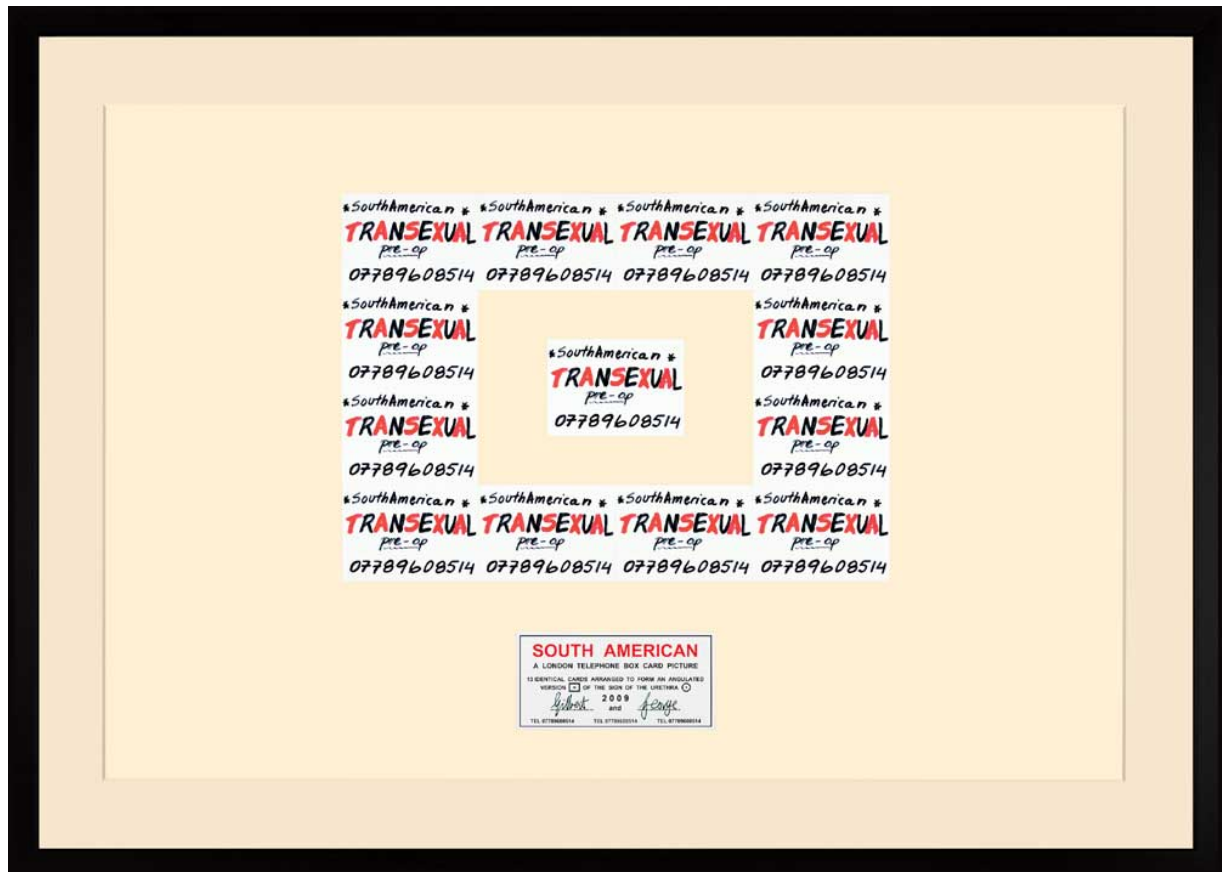 *SouthAmerican*
TRANSEXUAL
pre-op
07789608514
*SouthAmerican*
TRANSEXUAL
pre-op
07789608514
*SouthAmerican*
TRANSEXUAL
pre-op
07789608514
*SouthAmerican*
TRANSEXUAL
pre-op
07789608514
*SouthAmerican*
TRANSEXUAL
pre-op
07789608514
*SouthAmerican*
TRANSEXUAL
pre-op
07789608514
*SouthAmerican*
TRANSEXUAL
pre-op
07789608514
*SouthAmerican*
TRANSEXUAL
pre-op
07789608514
*SouthAmerican*
TRANSEXUAL
pre-op
07789608514
*SouthAmerican*
TRANSEXUAL
pre-op
07789608514
*SouthAmerican*
TRANSEXUAL
pre-op
07789608514
*SouthAmerican*
TRANSEXUAL
pre-op
07789608514
*SouthAmerican*
TRANSEXUAL
pre-op
07789608514
SOUTH AMERICAN
A LONDON TELEPHONE BOX CARD PICTURE
13 IDENTICAL CARDS ARRANGED TO FORM AN ANGULATED
VERSION OF THE SIGN OF THE URETHRA
2009
Gilbert and George
TEL 07789608514 TEL 07789608514 TEL 07789608514